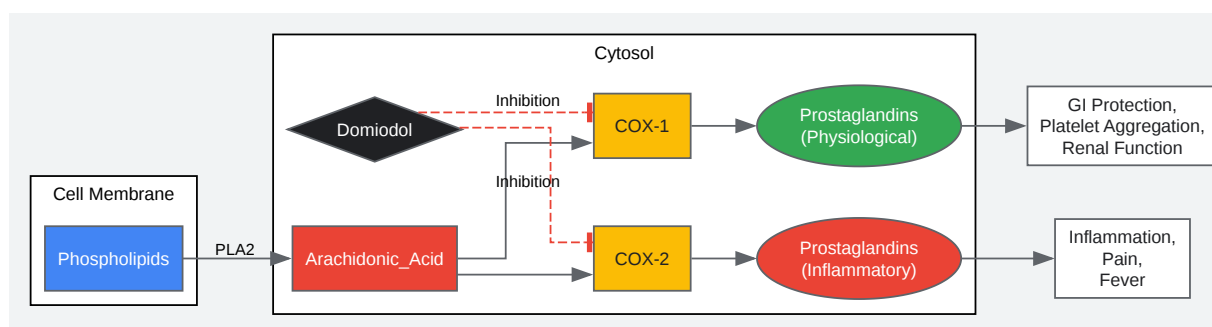 Cytosol
Inhibition
Domiodol
COX-1
Prostaglandins
(Physiological)
GI Protection,
Platelet Aggregation,
Renal Function
Inhibition
Cell Membrane
Phospholipids
PLA2
Arachidonic_Acid
COX-2
Prostaglandins
(Inflammatory)
Inflammation,
Pain,
Fever